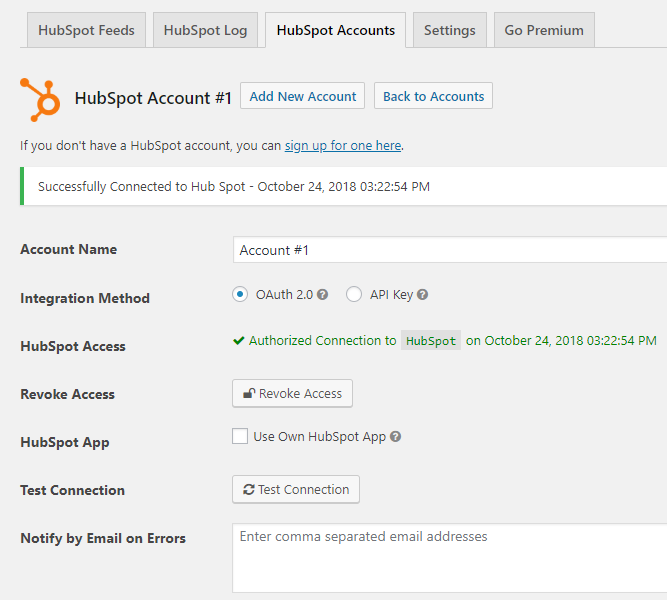 HubSpot Feeds HubSpot Log HubSpot Accounts Settings Go Premium
HubSpot Account #1 Add New Account Back to Accounts
If you don't have a HubSpot account, you can sign up for one here.
Successfully Connected to Hub Spot - October 24, 2018 03:22:54 PM
Account Name Account #1
Integration Method OAuth 2.0 ? API Key ?
HubSpot Access Authorized Connection to HubSpot on October 24, 2018 03:22:54 PM
Revoke Access Revoke Access
HubSpot App Use Own HubSpot App ?
Test Connection Test Connection
Notify by Email on Errors Enter comma separated email addresses